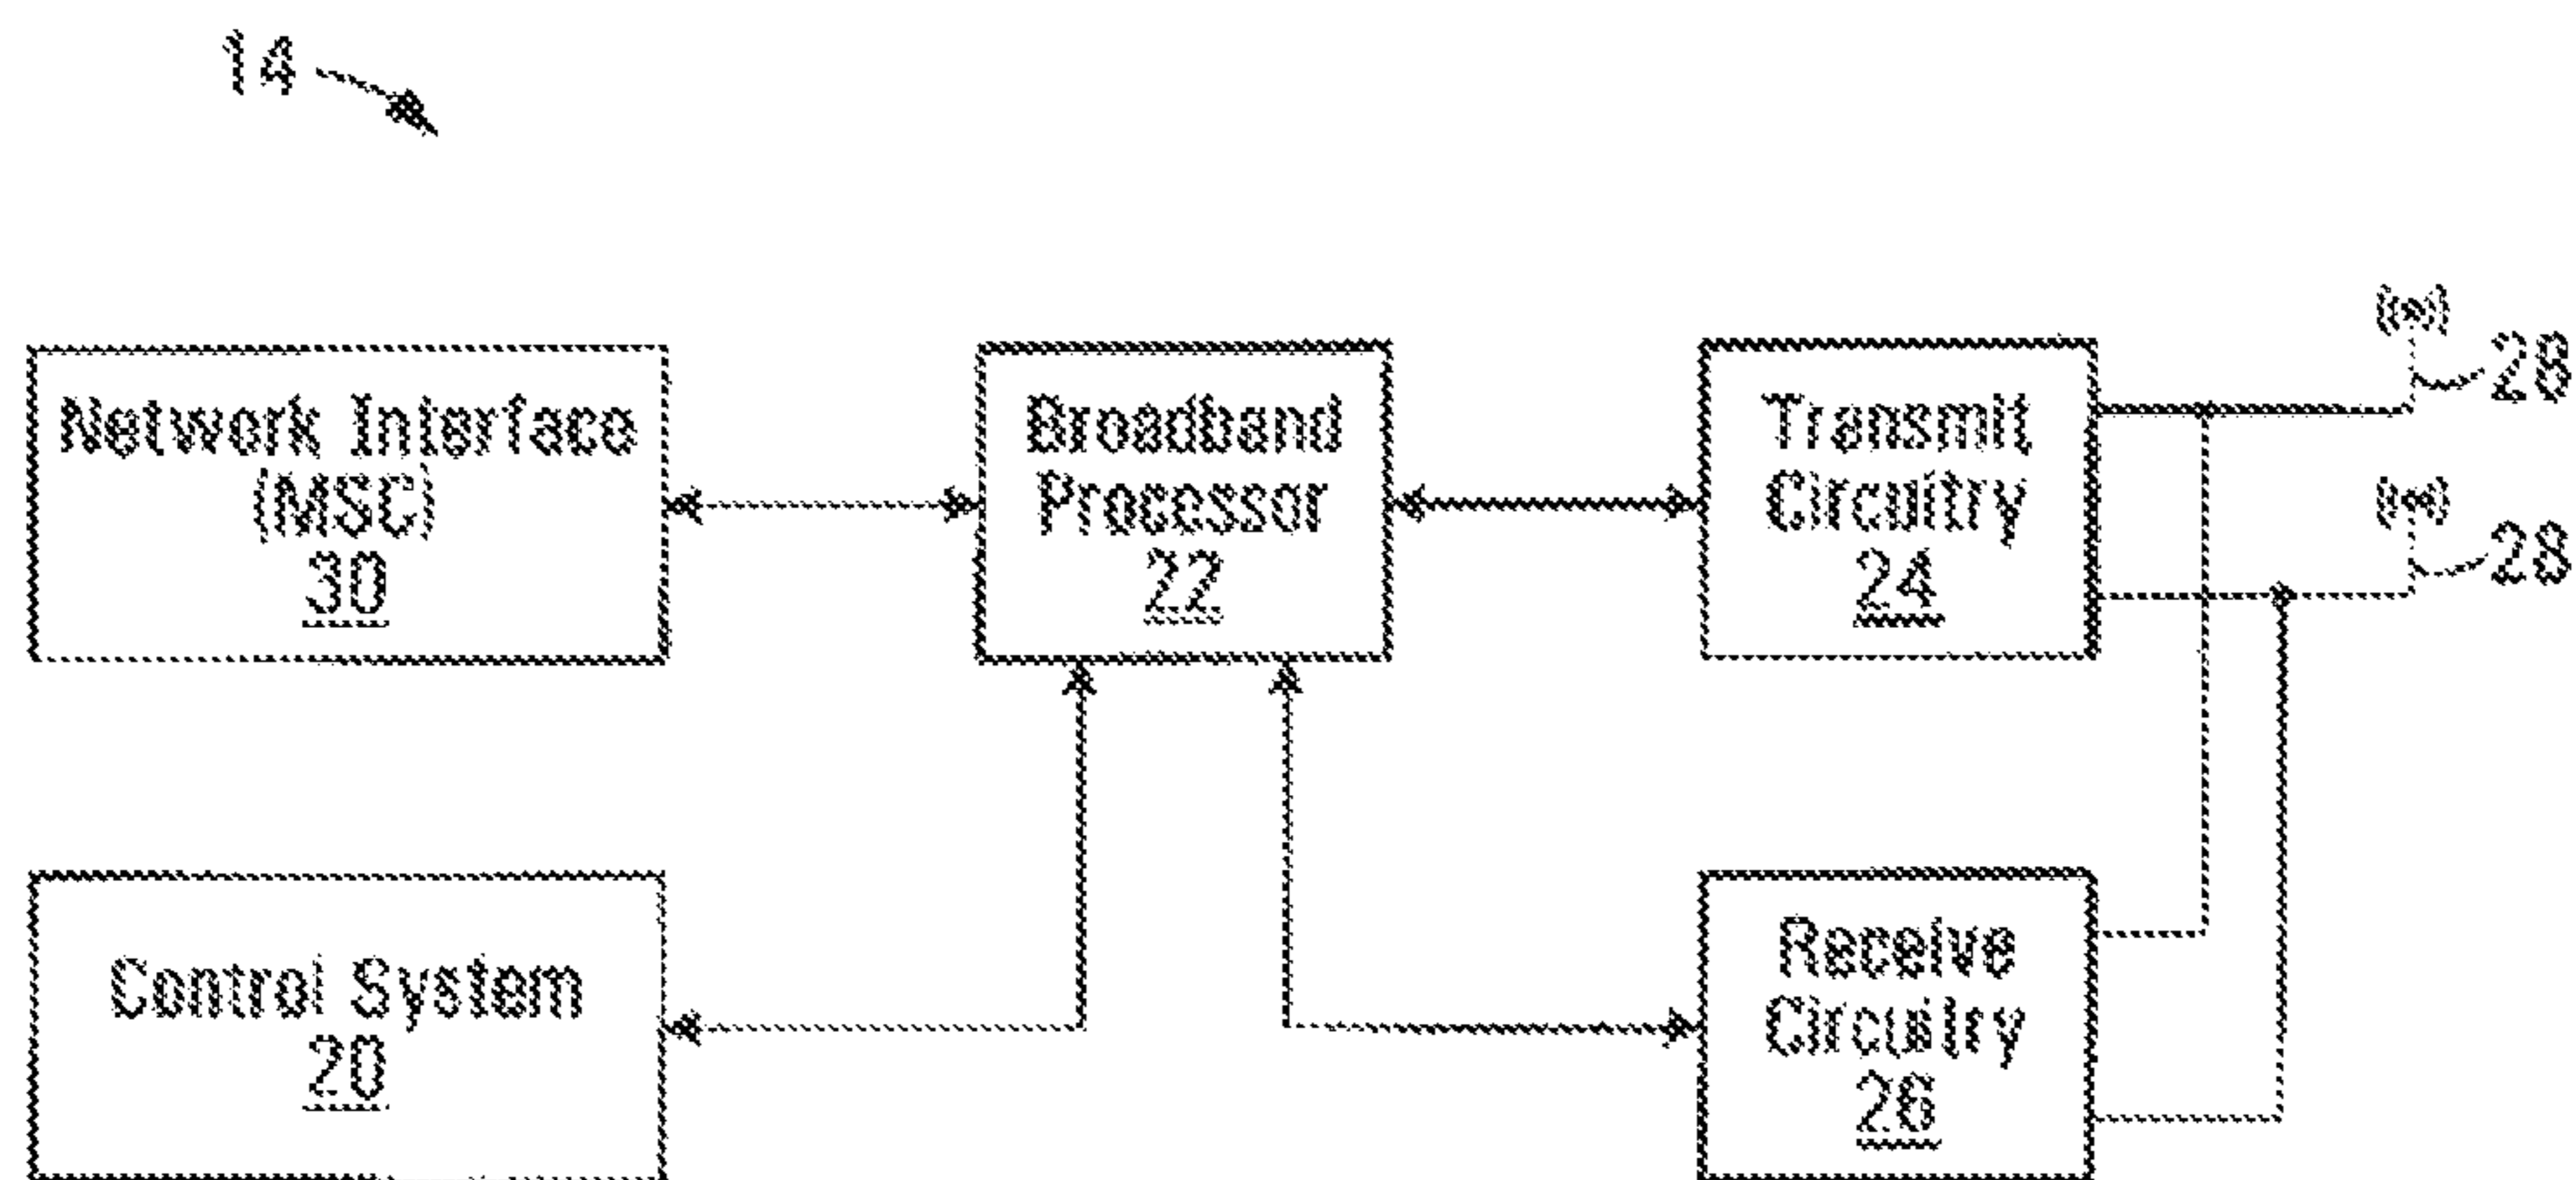 14
Network Interface
(MSC)
30
Broadband
Processor
22
Transmit
Circuitry
24
28
28
Control System
20
Receive
Circuitry
26